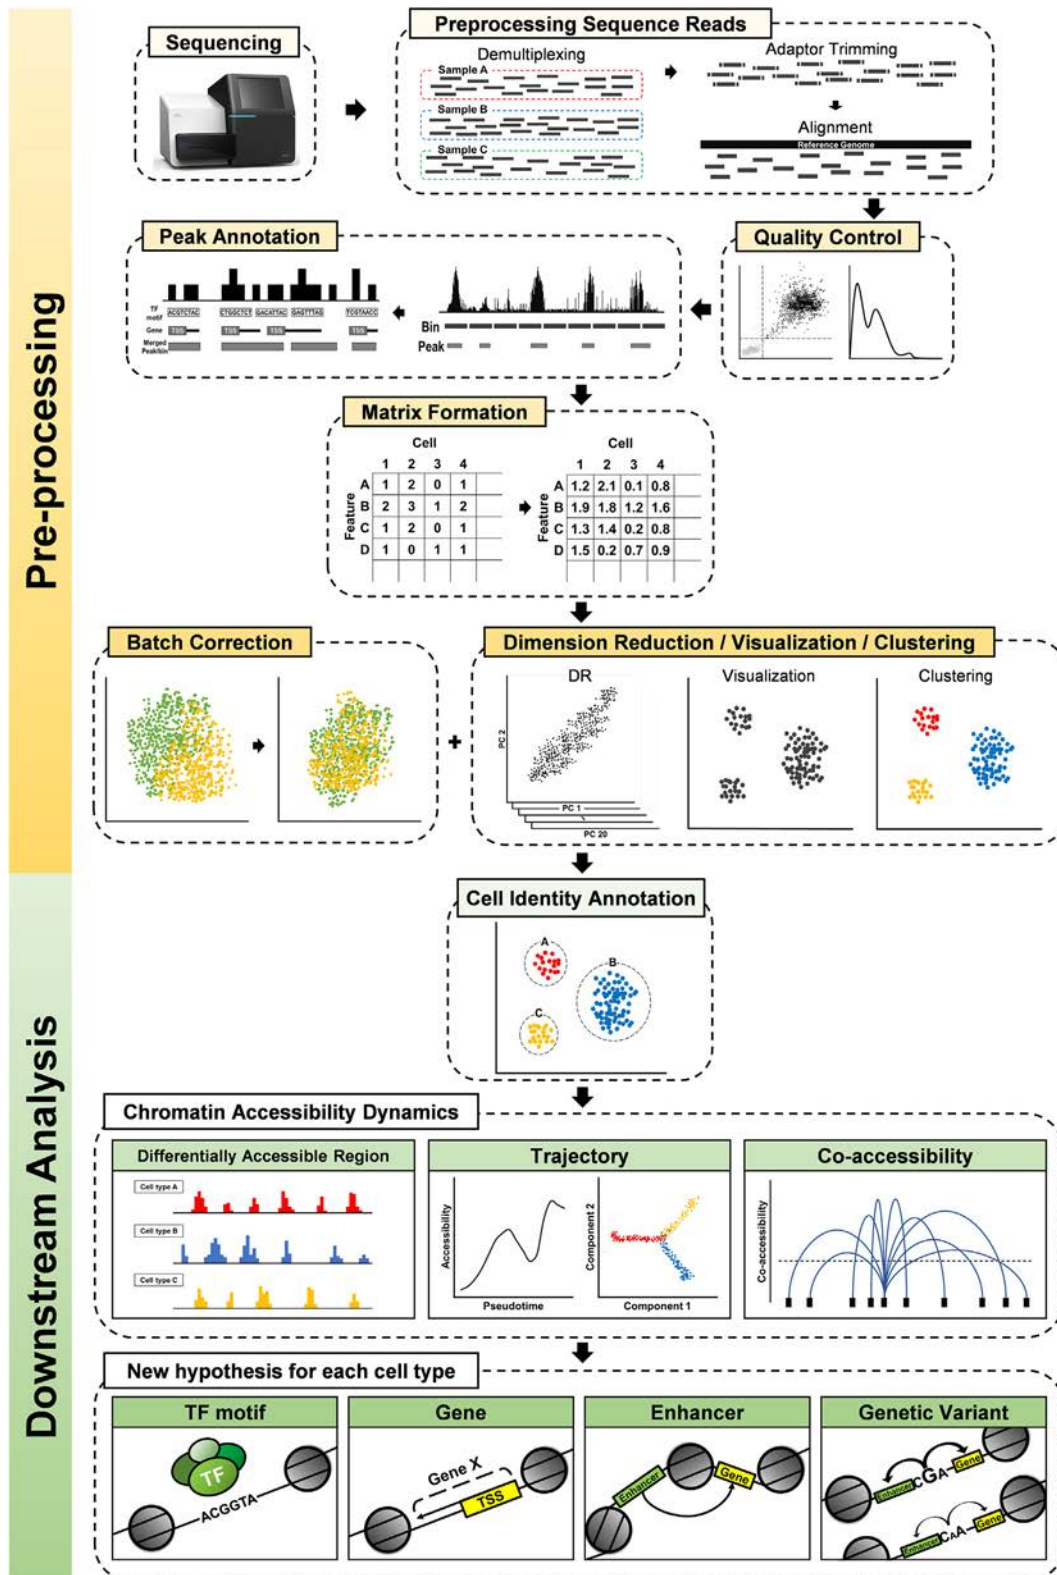 Pre-processing
Downstream Analysis
Sequencing
Preprocessing Sequence Reads
Demultiplexing
Sample A
Sample B
Sample C
Adaptor Trimming
Alignment
Reference Genome
Quality Control
Peak Annotation
TF
motif
ACGTCTAC
CTGGCTCT
GACATTAC
GAGTTTAG
TCGTAACC
Gene
TSS
TSS
TSS
TSS
Merged
Peak/bin
Bin
Peak
Matrix Formation
Cell
1 2 3 4
Feature
A 1 2 0 1
B 2 3 1 2
C 1 2 0 1
D 1 0 1 1
Cell
1 2 3 4
Feature
A 1.2 2.1 0.1 0.8
B 1.9 1.8 1.2 1.6
C 1.3 1.4 0.2 0.8
D 1.5 0.2 0.7 0.9
Batch Correction
+
Dimension Reduction / Visualization / Clustering
DR
PC 2
PC 1
PC 20
Visualization
Clustering
Cell Identity Annotation
A
B
C
Chromatin Accessibility Dynamics
Differentially Accessible Region
Cell type A
Cell type B
Cell type C
Trajectory
Accessibility
Pseudotime
Component 2
Component 1
Co-accessibility
Co-accessibility
New hypothesis for each cell type
TF motif
TF
ACGGTA
Gene
Gene X
TSS
Enhancer
Enhancer
Gene
Genetic Variant
Enhancer
CGA
Gene
Enhancer
CAA
Gene